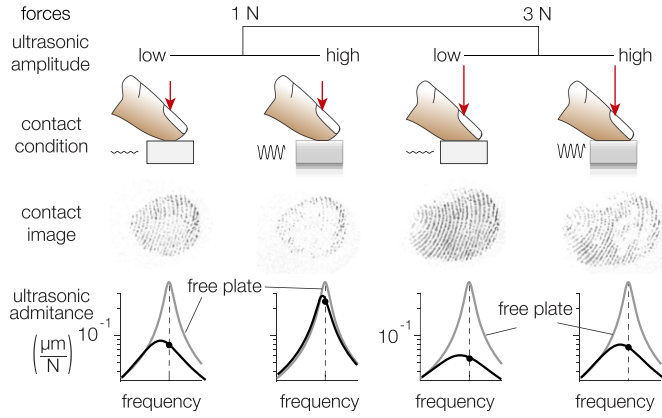 forces 1 N 3 N
ultrasonic
amplitude
low high low high
contact
condition
contact
image
ultrasonic
admitance
free plate
free plate
(μm/N)
10⁻¹ 10⁻¹
frequency frequency frequency frequency